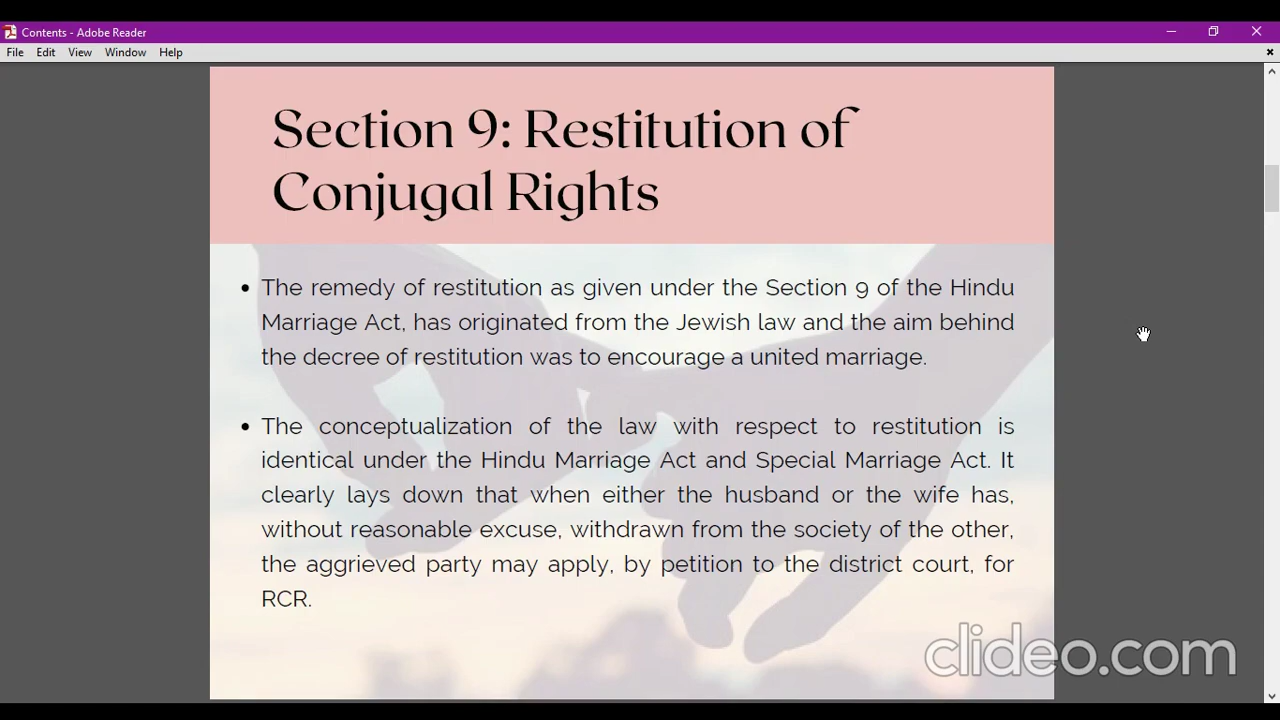 Contents - Adobe Reader
File Edit View Window Help
Section 9: Restitution of
Conjugal Rights
• The remedy of restitution as given under the Section 9 of the Hindu
Marriage Act, has originated from the Jewish law and the aim behind
the decree of restitution was to encourage a united marriage.
• The conceptualization of the law with respect to restitution is
identical under the Hindu Marriage Act and Special Marriage Act. It
clearly lays down that when either the husband or the wife has,
without reasonable excuse, withdrawn from the society of the other,
the aggrieved party may apply, by petition to the district court, for
RCR.
clideo.com